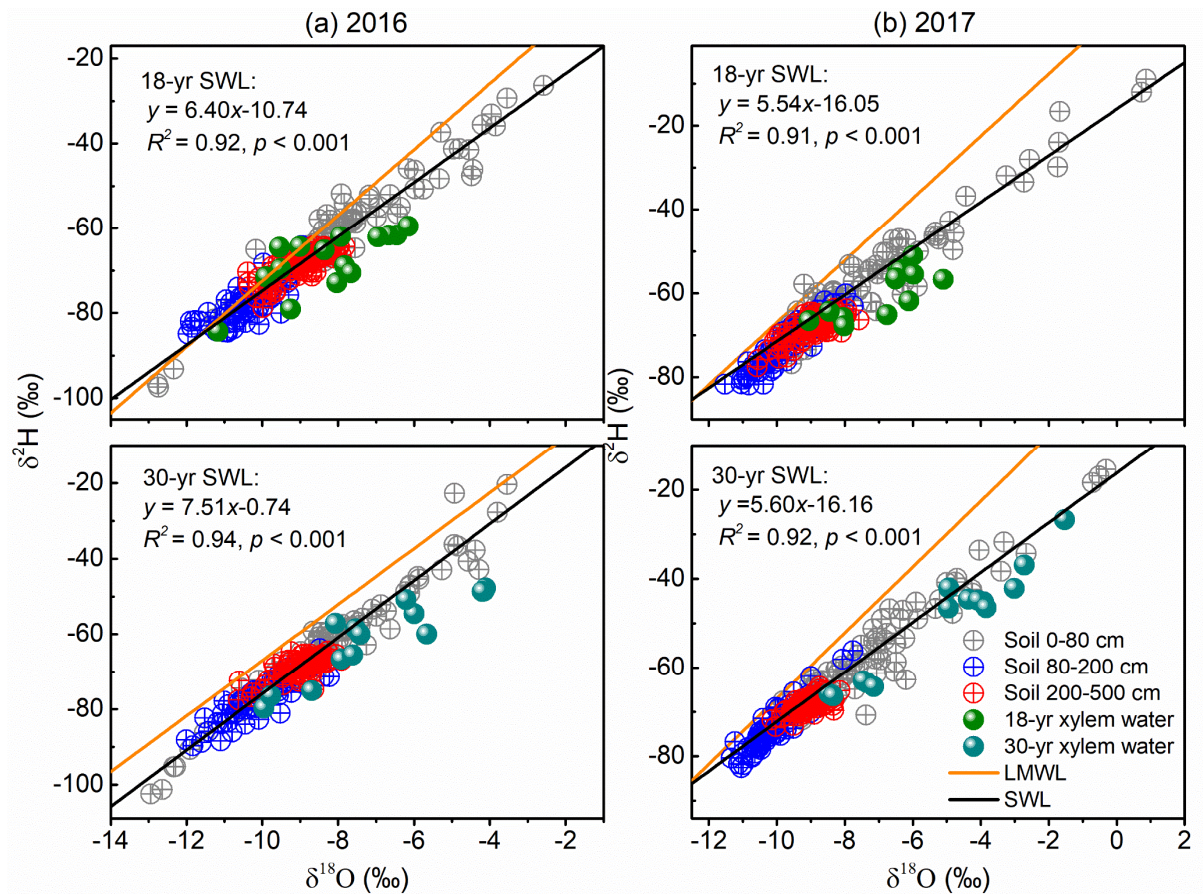 (a) 2016
(b) 2017
-20
-40
-60
-80
-100
18-yr SWL:
y = 6.40x-10.74
R² = 0.92, p < 0.001
-20
-40
-60
-80
18-yr SWL:
y = 5.54x-16.05
R² = 0.91, p < 0.001
δ²H (‰)
δ²H (‰)
-20
-40
-60
-80
-100
30-yr SWL:
y = 7.51x-0.74
R² = 0.94, p < 0.001
-20
-40
-60
-80
30-yr SWL:
y =5.60x-16.16
R² = 0.92, p < 0.001
Soil 0-80 cm
Soil 80-200 cm
Soil 200-500 cm
18-yr xylem water
30-yr xylem water
LMWL
SWL
-14 -12 -10 -8 -6 -4 -2
-12 -10 -8 -6 -4 -2 0 2
δ¹⁸O (‰)
δ¹⁸O (‰)